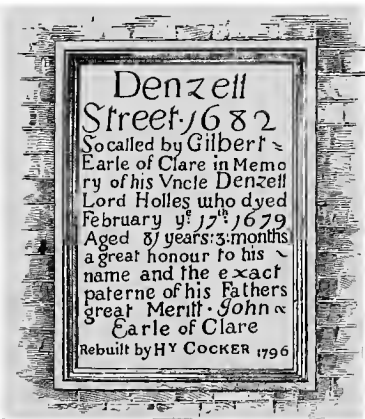 Denzell
Street·1682
So called by Gilbert ~
Earle of Clare in Memo
ry of his Vncle Denzell
Lord Holles who dyed
February yᵉ 17ᵗʰ: 1679
Aged 81 years: 3: months
a great honour to his ~
name and the exact
paterne of his Fathers
great Meritt · John ∝
Earle of Clare
Rebuilt by Hʸ COCKER 1796